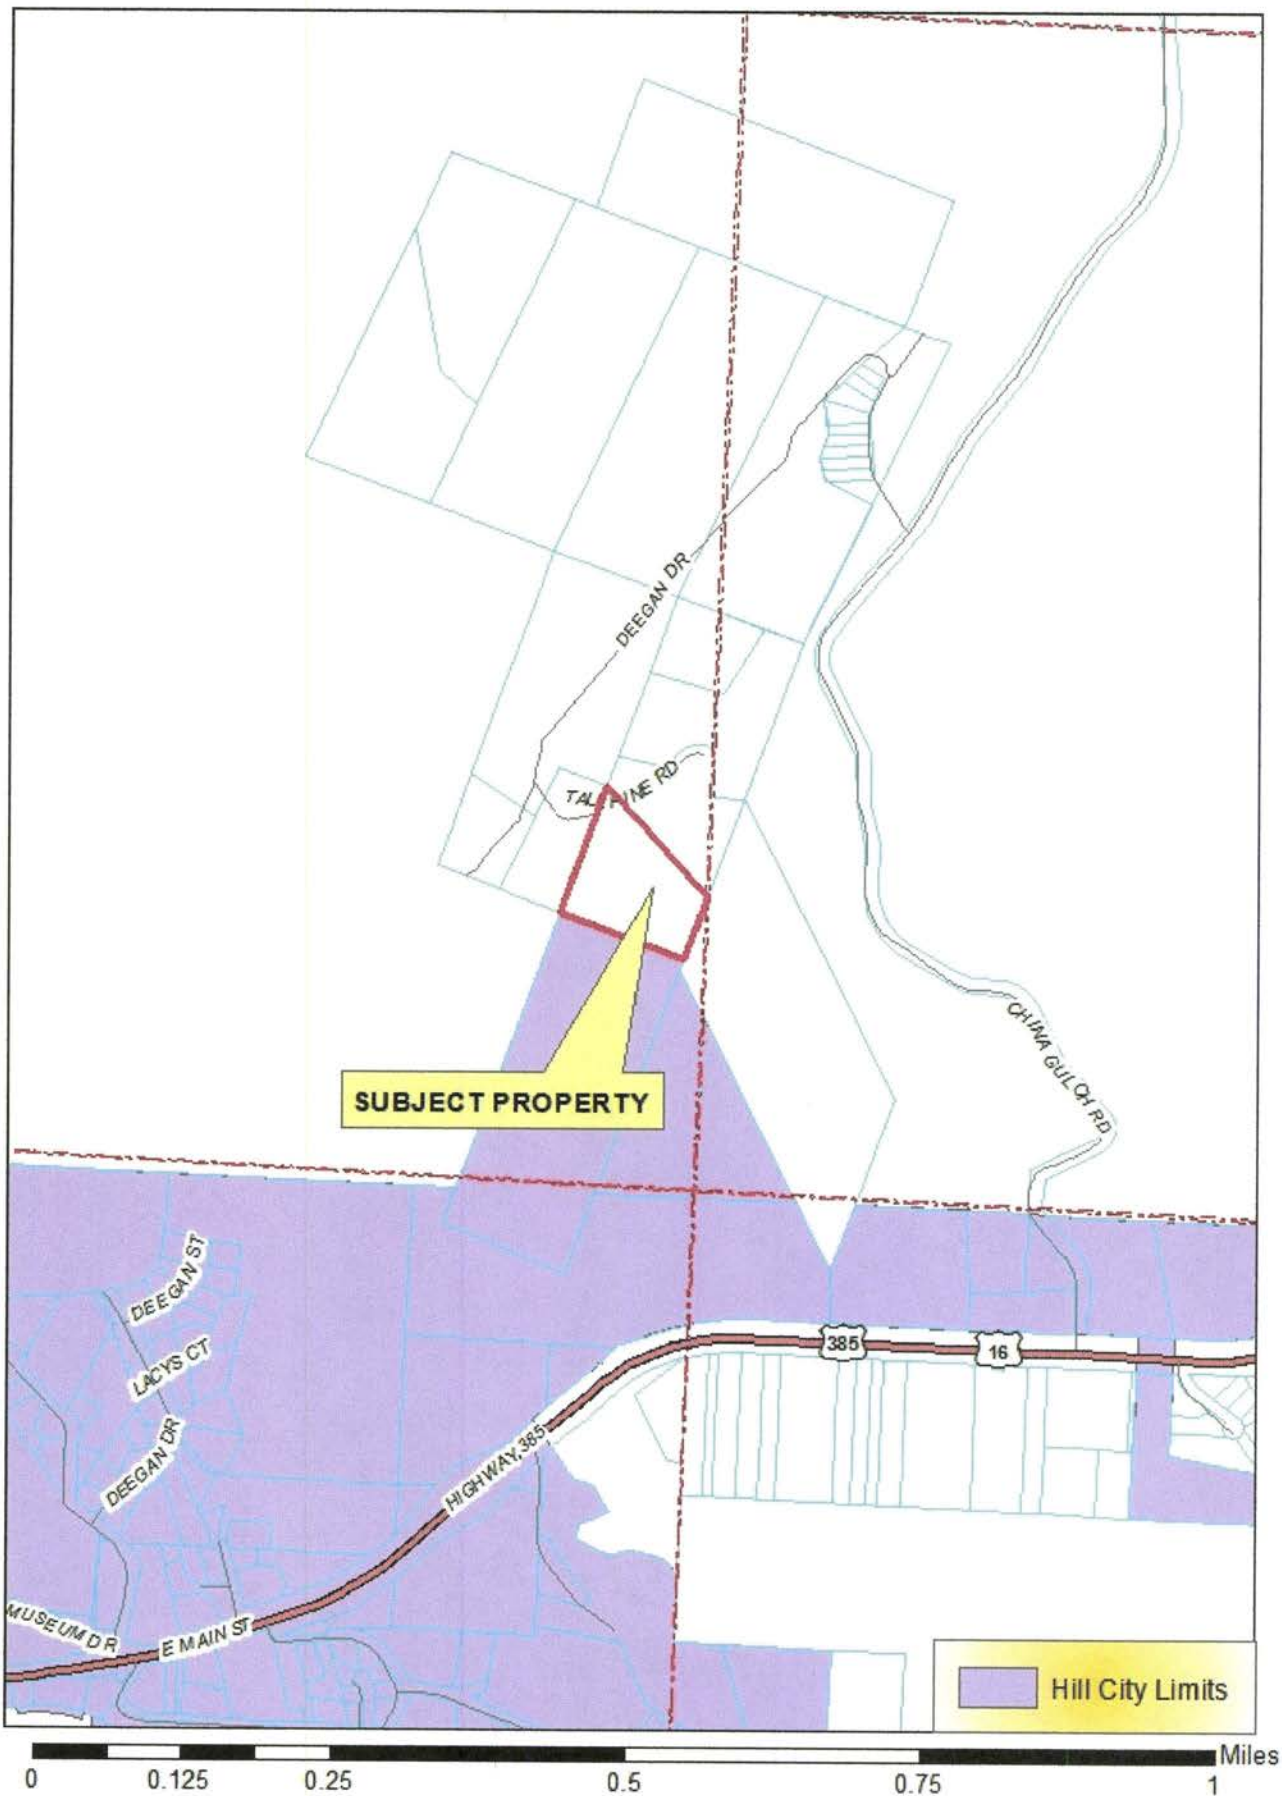 DEEGAN DR
TALL PINE RD
CHINA GULCH RD
SUBJECT PROPERTY
DEEGAN ST
LACYS CT
DEEGAN DR
385
16
HIGHWAY 385
MUSEUM DR
E MAIN ST
Hill City Limits
Miles
0 0.125 0.25 0.5 0.75 1